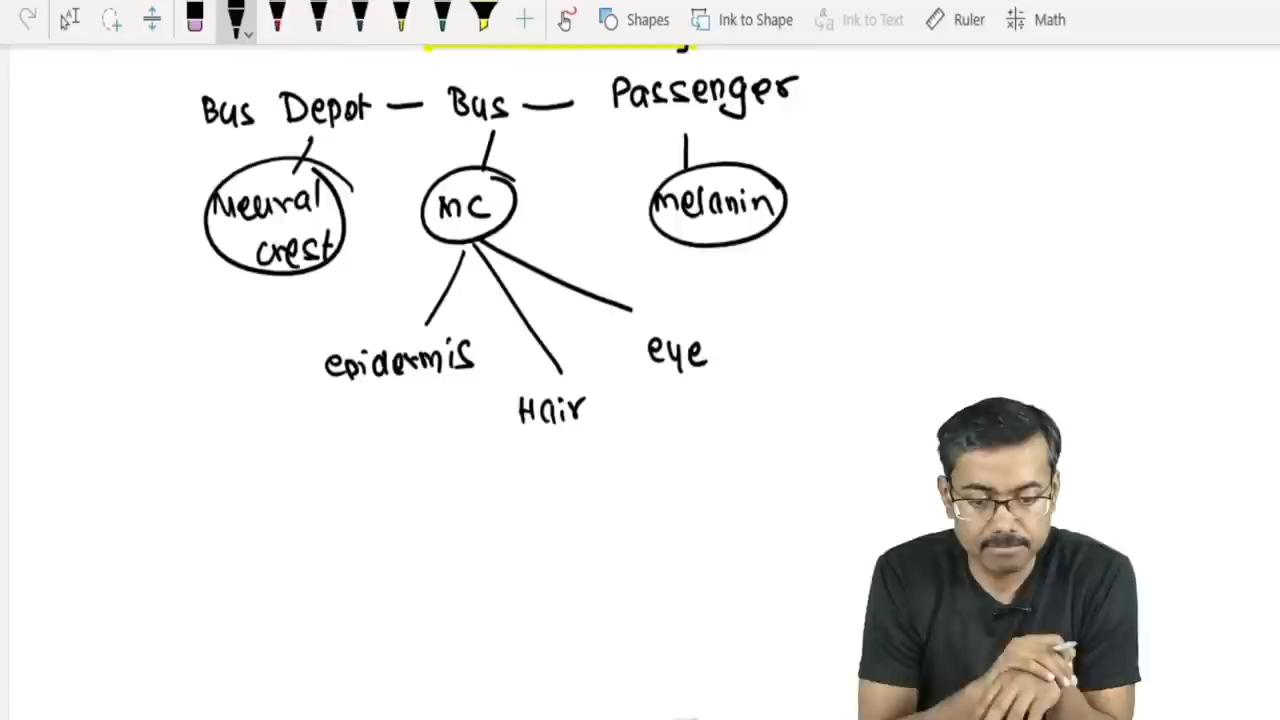 Shapes Ink to Shape Ink to Text Ruler Math
Bus Depot — Bus — Passenger
Neural crest
MC
melanin
epidermis
Hair
eye